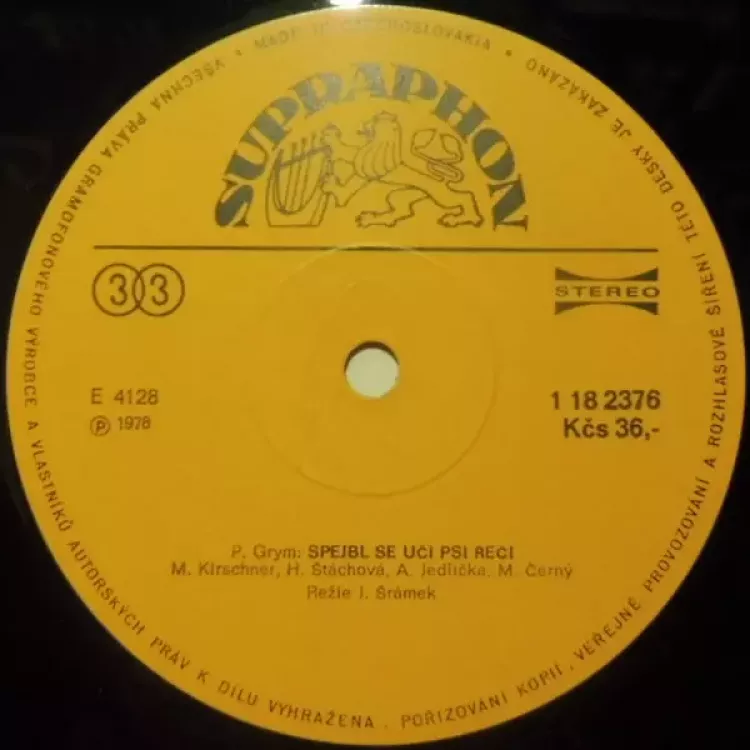 MADE IN CZECHOSLOVAKIA • VŠECHNA PRÁVA GRAMOFONOVÉHO VÝROBCE A VLASTNÍKŮ AUTORSKÝCH PRÁV K DÍLU VYHRAŽENA . POŘIZOVÁNÍ KOPIÍ , VEŘEJNÉ PROVOZOVÁNÍ A ROZHLASOVÉ ŠÍŘENÍ TÉTO DESKY JE ZAKÁZÁNO •
SUPRAPHON
33
STEREO
E 4128
1 18 2376
Ⓟ 1978
Kčs 36,-
P. Grym: SPEJBL SE UČÍ PSÍ ŘEČI
M. Kirschner, H. Štáchová, A. Jedlička, M. Černý
Režie J. Šrámek